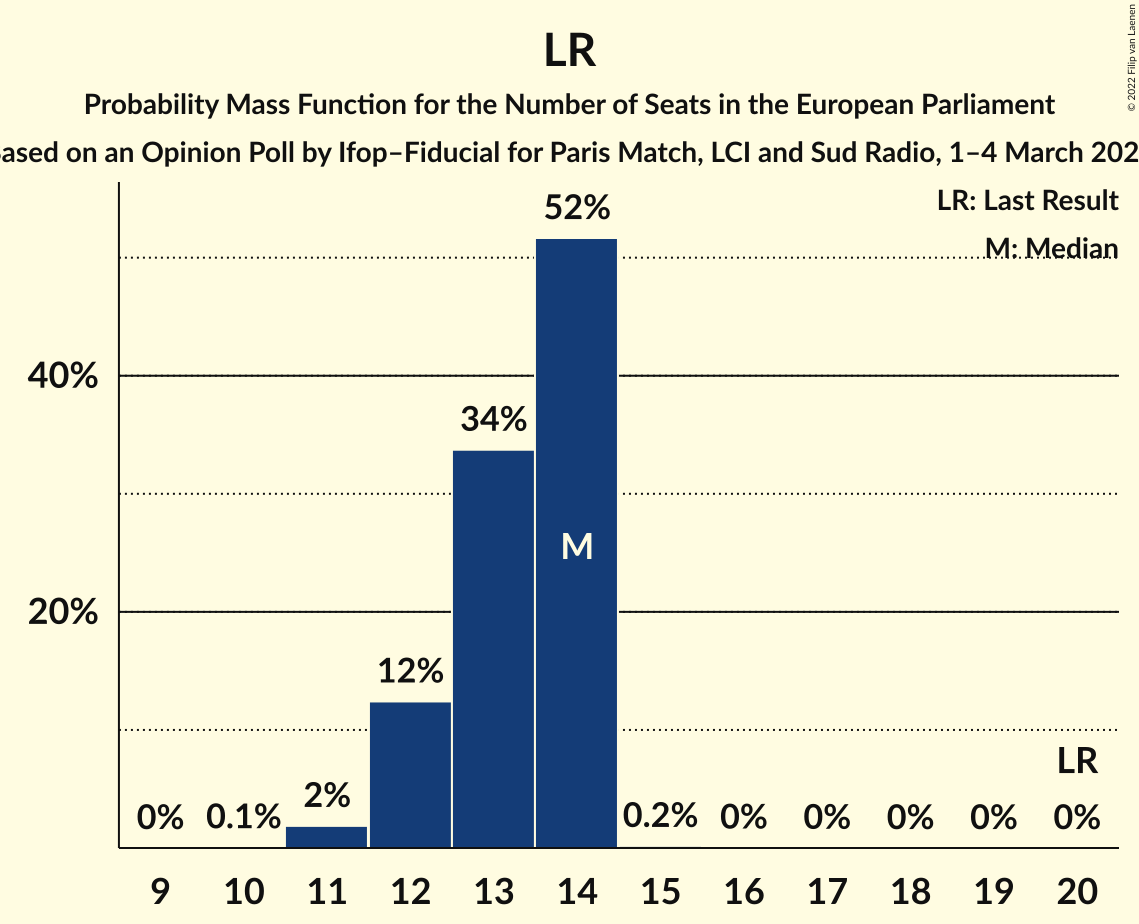 © 2022 Filip van Laenen
LR
Probability Mass Function for the Number of Seats in the European Parliament
ased on an Opinion Poll by Ifop–Fiducial for Paris Match, LCI and Sud Radio, 1–4 March 202
LR: Last Result
M: Median
52%
40%
34%
M
20%
12%
LR
0% 0.1% 2% 0.2% 0% 0% 0% 0% 0%
9 10 11 12 13 14 15 16 17 18 19 20